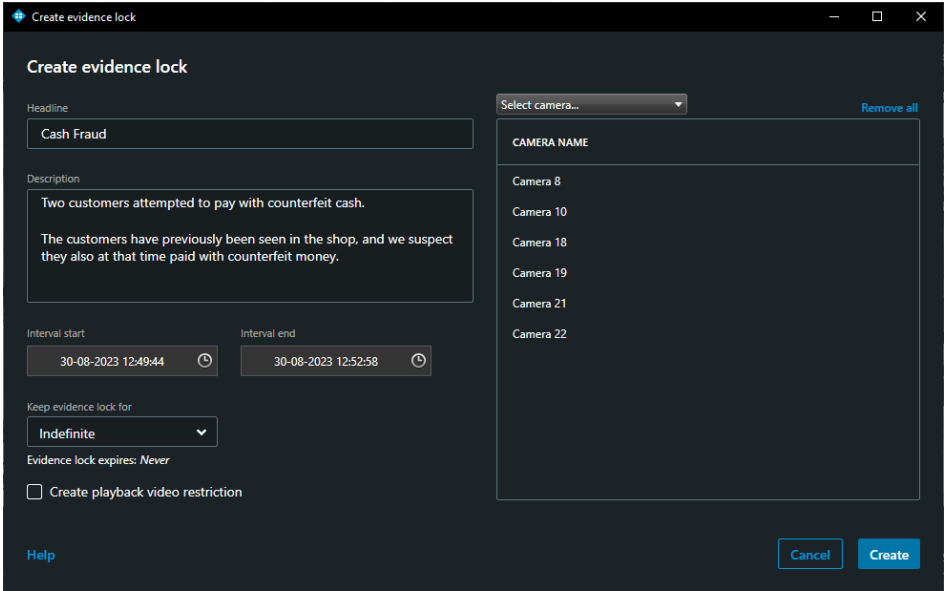 Create evidence lock
Create evidence lock
Headline
Cash Fraud
Description
Two customers attempted to pay with counterfeit cash.
The customers have previously been seen in the shop, and we suspect
they also at that time paid with counterfeit money.
Interval start
Interval end
30-08-2023 12:49:44
30-08-2023 12:52:58
Keep evidence lock for
Indefinite
Evidence lock expires: Never
Create playback video restriction
Help
Select camera...
Remove all
CAMERA NAME
Camera 8
Camera 10
Camera 18
Camera 19
Camera 21
Camera 22
Cancel
Create